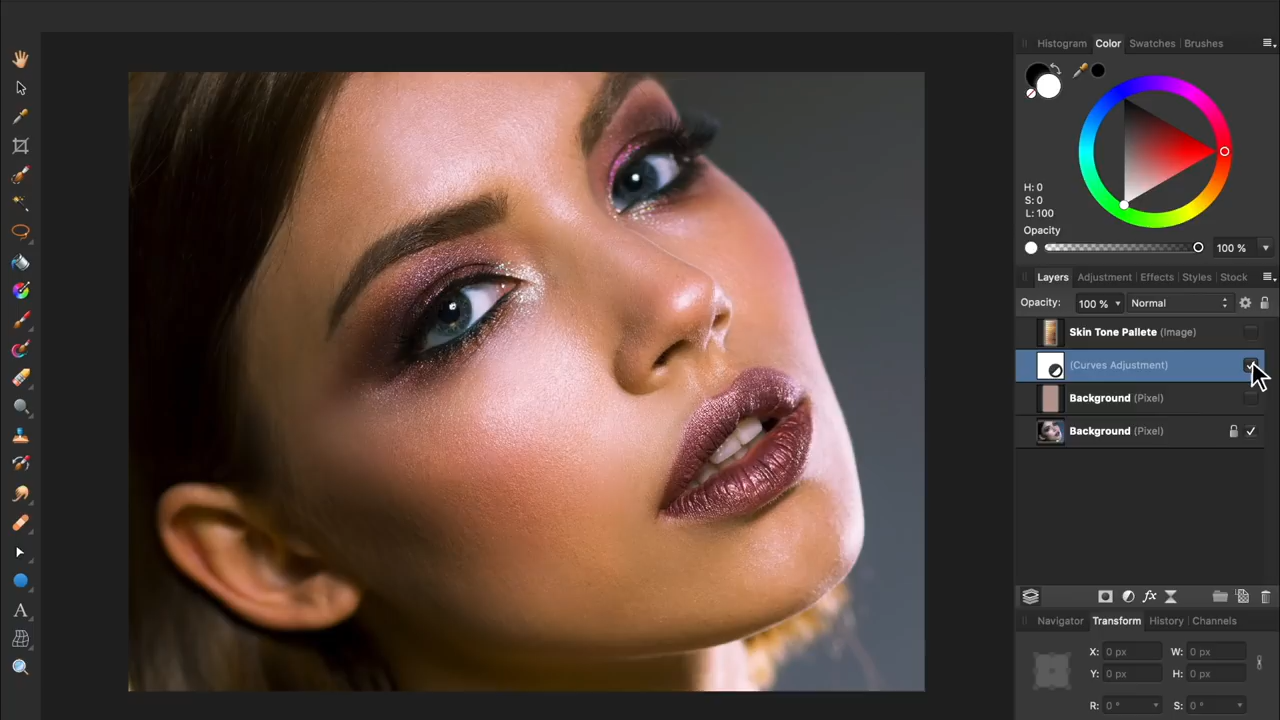 Histogram Color Swatches Brushes
H: 0
S: 0
L: 100
Opacity
100 %
Layers Adjustment Effects Styles Stock
Opacity: 100 % Normal
Skin Tone Pallete (Image)
(Curves Adjustment)
Background (Pixel)
Background (Pixel)
fx
Navigator Transform History Channels
X: 0 px W: 0 px
Y: 0 px H: 0 px
R: 0 ° S: 0 °
A